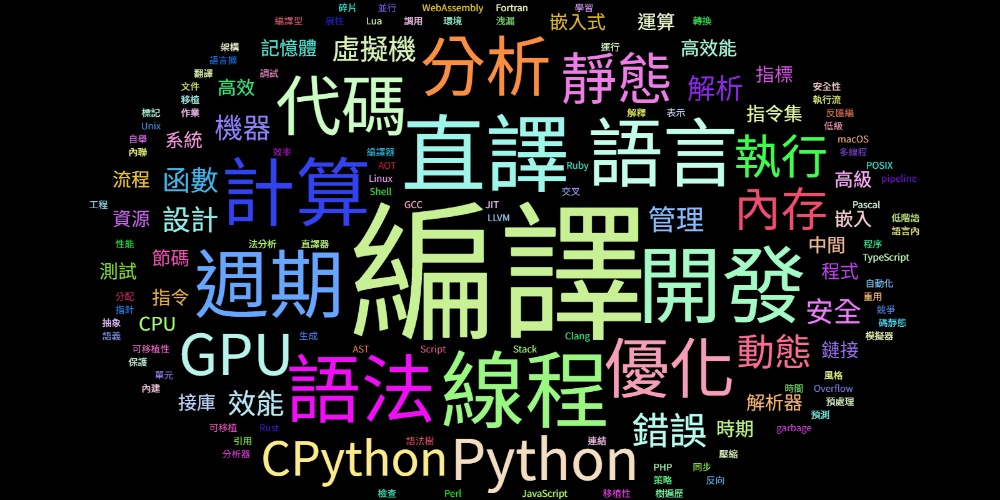 碎片 並行 WebAssembly Fortran 學習
編譯型 展性 Lua 調用 環境 洩漏 嵌入式 運算 轉換
架構 記憶體 虛擬機 分析 運行 高效能
語言擴
翻譯 調試 代碼 靜態 解析 指標
文件 高效 安全性
移植 執行流
標記 作業 機器 直譯 解釋 表示 指令集 反匯編
Unix 語言 低級
自舉 系統 執行 macOS
內聯 效率 編譯器 多線程
流程 函數 計算 AOT Ruby 高級 POSIX
Linux pipeline
Shell 交叉 內存
工程 GCC JIT Pascal
資源 設計 LLVM 管理 嵌入 低階語
語言內
性能 法分析 直譯器 編譯 中間 程序
節碼 週期 開發 TypeScript
測試 程式
自動化
分配 指令 重用
指針 安全 競爭
抽象 CPU 碼靜態
語義 GPU 生成 Clang 模擬器
可移植性 AST Script Stack 優化 動態 鏈接
保護
單元 語法 線程 風格
內建 時間 Overflow
接庫 效能 解析器 預處理
預測
可移植 Rust 錯誤 時期 garbage
引用 語法樹 連結
分析器 CPython Python 壓縮
PHP 同步
策略 反向
檢查 Perl JavaScript 移植性 樹遍歷